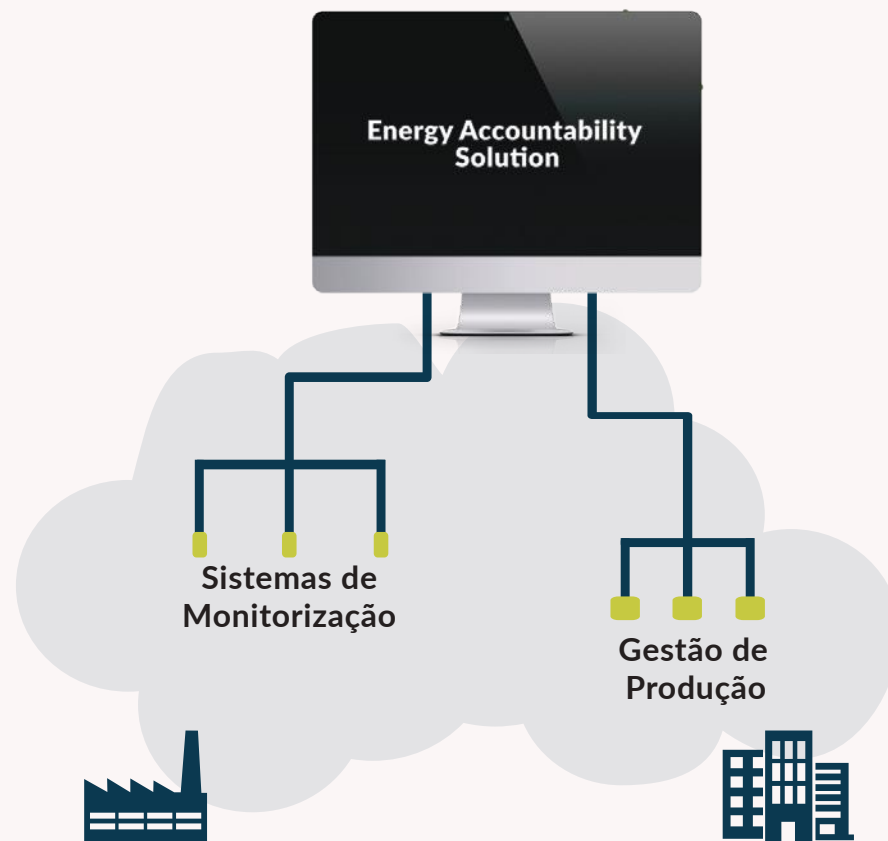 Energy Accountability
Solution
Sistemas de
Monitorização
Gestão de
Produção